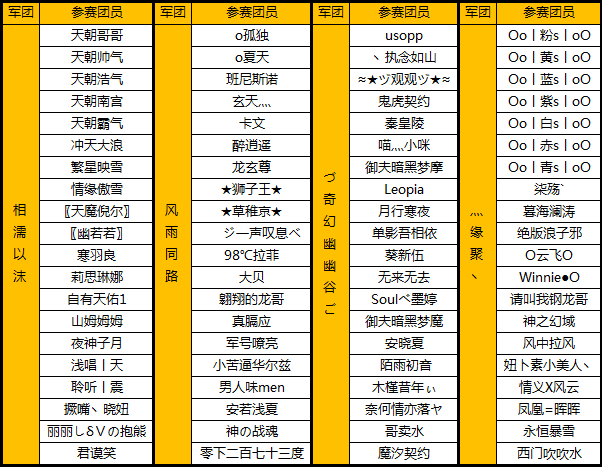 军团 参赛团员 军团 参赛团员 军团 参赛团员 军团 参赛团员
相濡以沫
天朝哥哥
天朝帅气
天朝浩气
天朝南宫
天朝霸气
冲天大浪
繁星映雪
情缘傲雪
〖天魔倪尔〗
〖幽若若〗
寒羽良
莉思琳娜
自有天佑1
山姆姆姆
夜神子月
浅唱丨天
聆听丨震
撅嘴丶晓妞
丽丽しδVの抱熊
君谟笑
风雨同路
o孤独
o夏天
班尼斯诺
玄天灬
卡文
醉逍遥
龙玄尊
★狮子王★
★草稚京★
ジ一声叹息べ
98℃拉菲
大贝
翱翔的龙哥
真膈应
军号嘹亮
小苦逼华尔兹
男人味men
安若浅夏
神の战魂
零下二百七十三度
づ奇幻幽幽谷ご
usopp
丶执念如山
≈★ヅ观观ヅ★≈
鬼虎契约
秦皇陵
喵灬小咪
御夫暗黑梦摩
Leopia
月行寒夜
单影吾相依
葵新伍
无来无去
Soulぺ墨婷
御夫暗黑梦魔
安晓夏
陌雨初音
木槿昔年ぃ
奈何情亦落ヤ
哥卖水
魔汐契约
灬缘聚丶
Oo丨粉s丨oO
Oo丨黄s丨oO
Oo丨蓝s丨oO
Oo丨紫s丨oO
Oo丨白s丨oO
Oo丨赤s丨oO
Oo丨青s丨oO
柒殇`
暮海澜涛
绝版浪子邪
O云飞O
Winnie●O
请叫我钢龙哥
神之幻域
风中拉风
妞卜素小美人丶
情义X风云
凤凰=晖晖
永恒暴雪
西门吹吹水